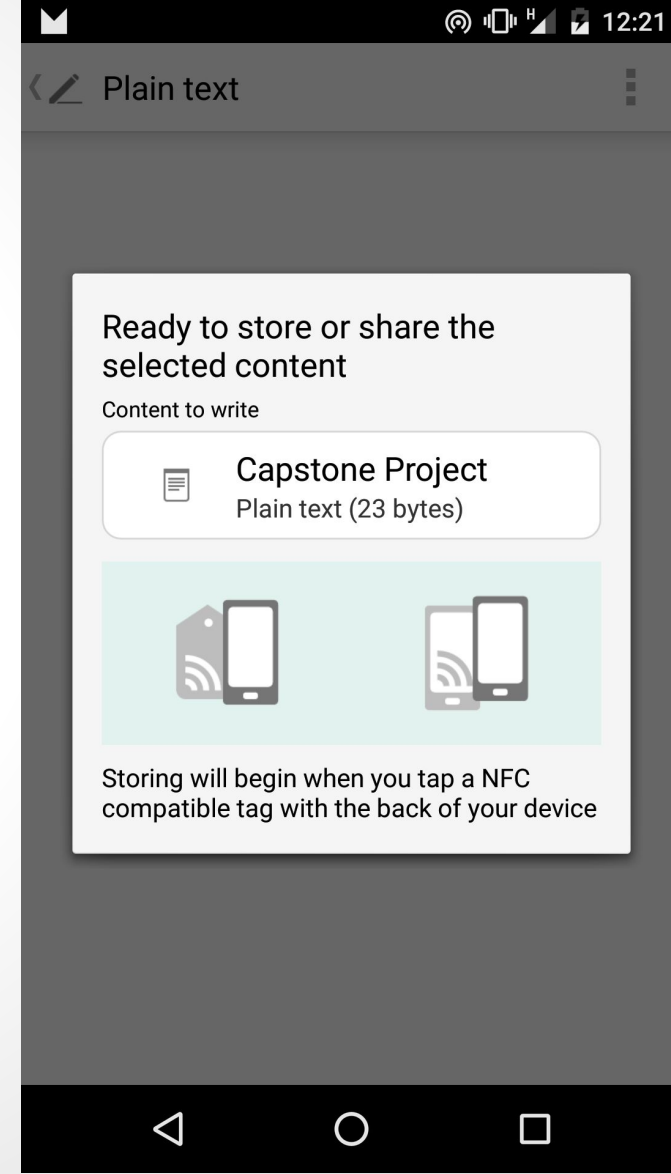 H
12:21
Plain text
Ready to store or share the
selected content
Content to write
Capstone Project
Plain text (23 bytes)
Storing will begin when you tap a NFC
compatible tag with the back of your device